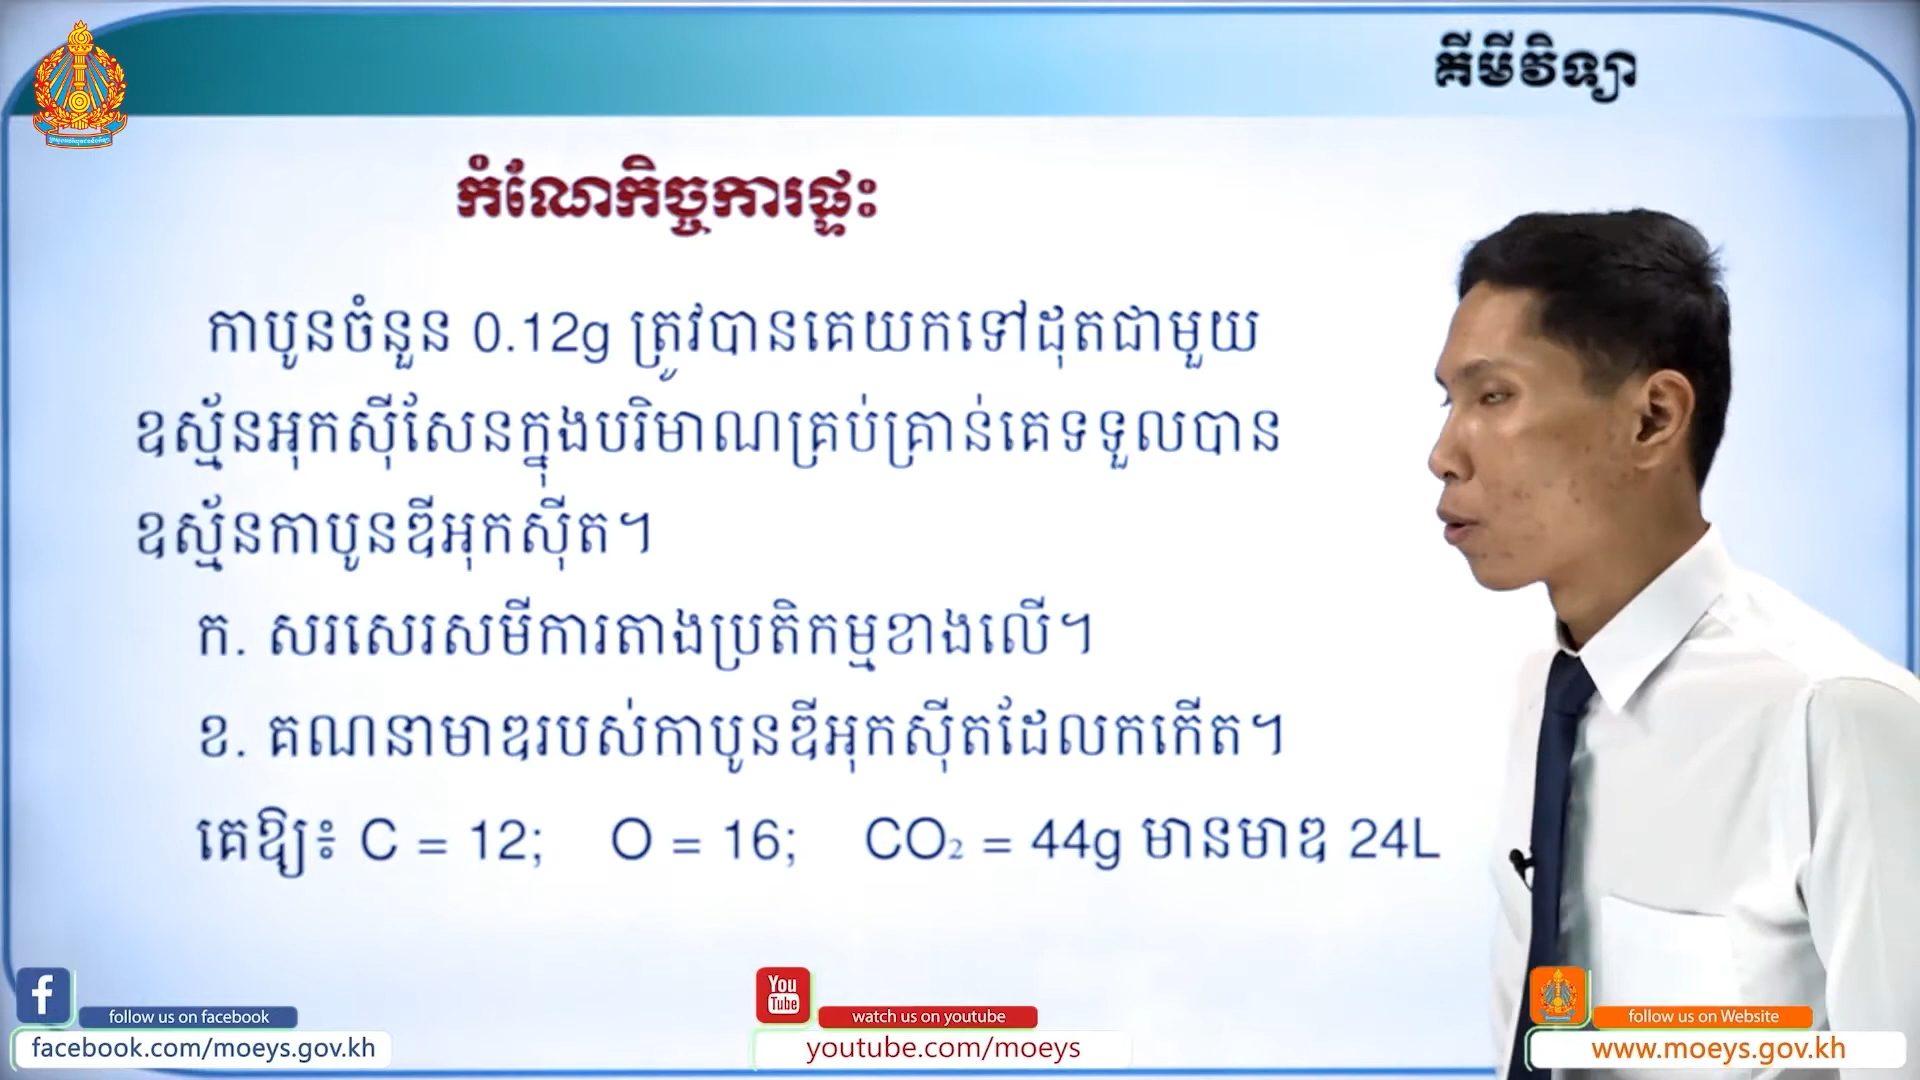 គីមីវិទ្យា
កំណែកិច្ចការផ្ទះ
កាបូនចំនួន 0.12g ត្រូវបានគេយកទៅដុតជាមួយ
ឧស្ម័នអុកស៊ីសែនក្នុងបរិមាណគ្រប់គ្រាន់គេទទួលបាន
ឧស្ម័នកាបូនឌីអុកស៊ីត។
ក. សរសេរសមីការតាងប្រតិកម្មខាងលើ។
ខ. គណនាមាឌរបស់កាបូនឌីអុកស៊ីតដែលកកើត។
គេឱ្យ៖ C = 12; O = 16; CO₂ = 44g មានមាឌ 24L
follow us on facebook
facebook.com/moeys.gov.kh
You Tube
watch us on youtube
youtube.com/moeys
follow us on Website
www.moeys.gov.kh